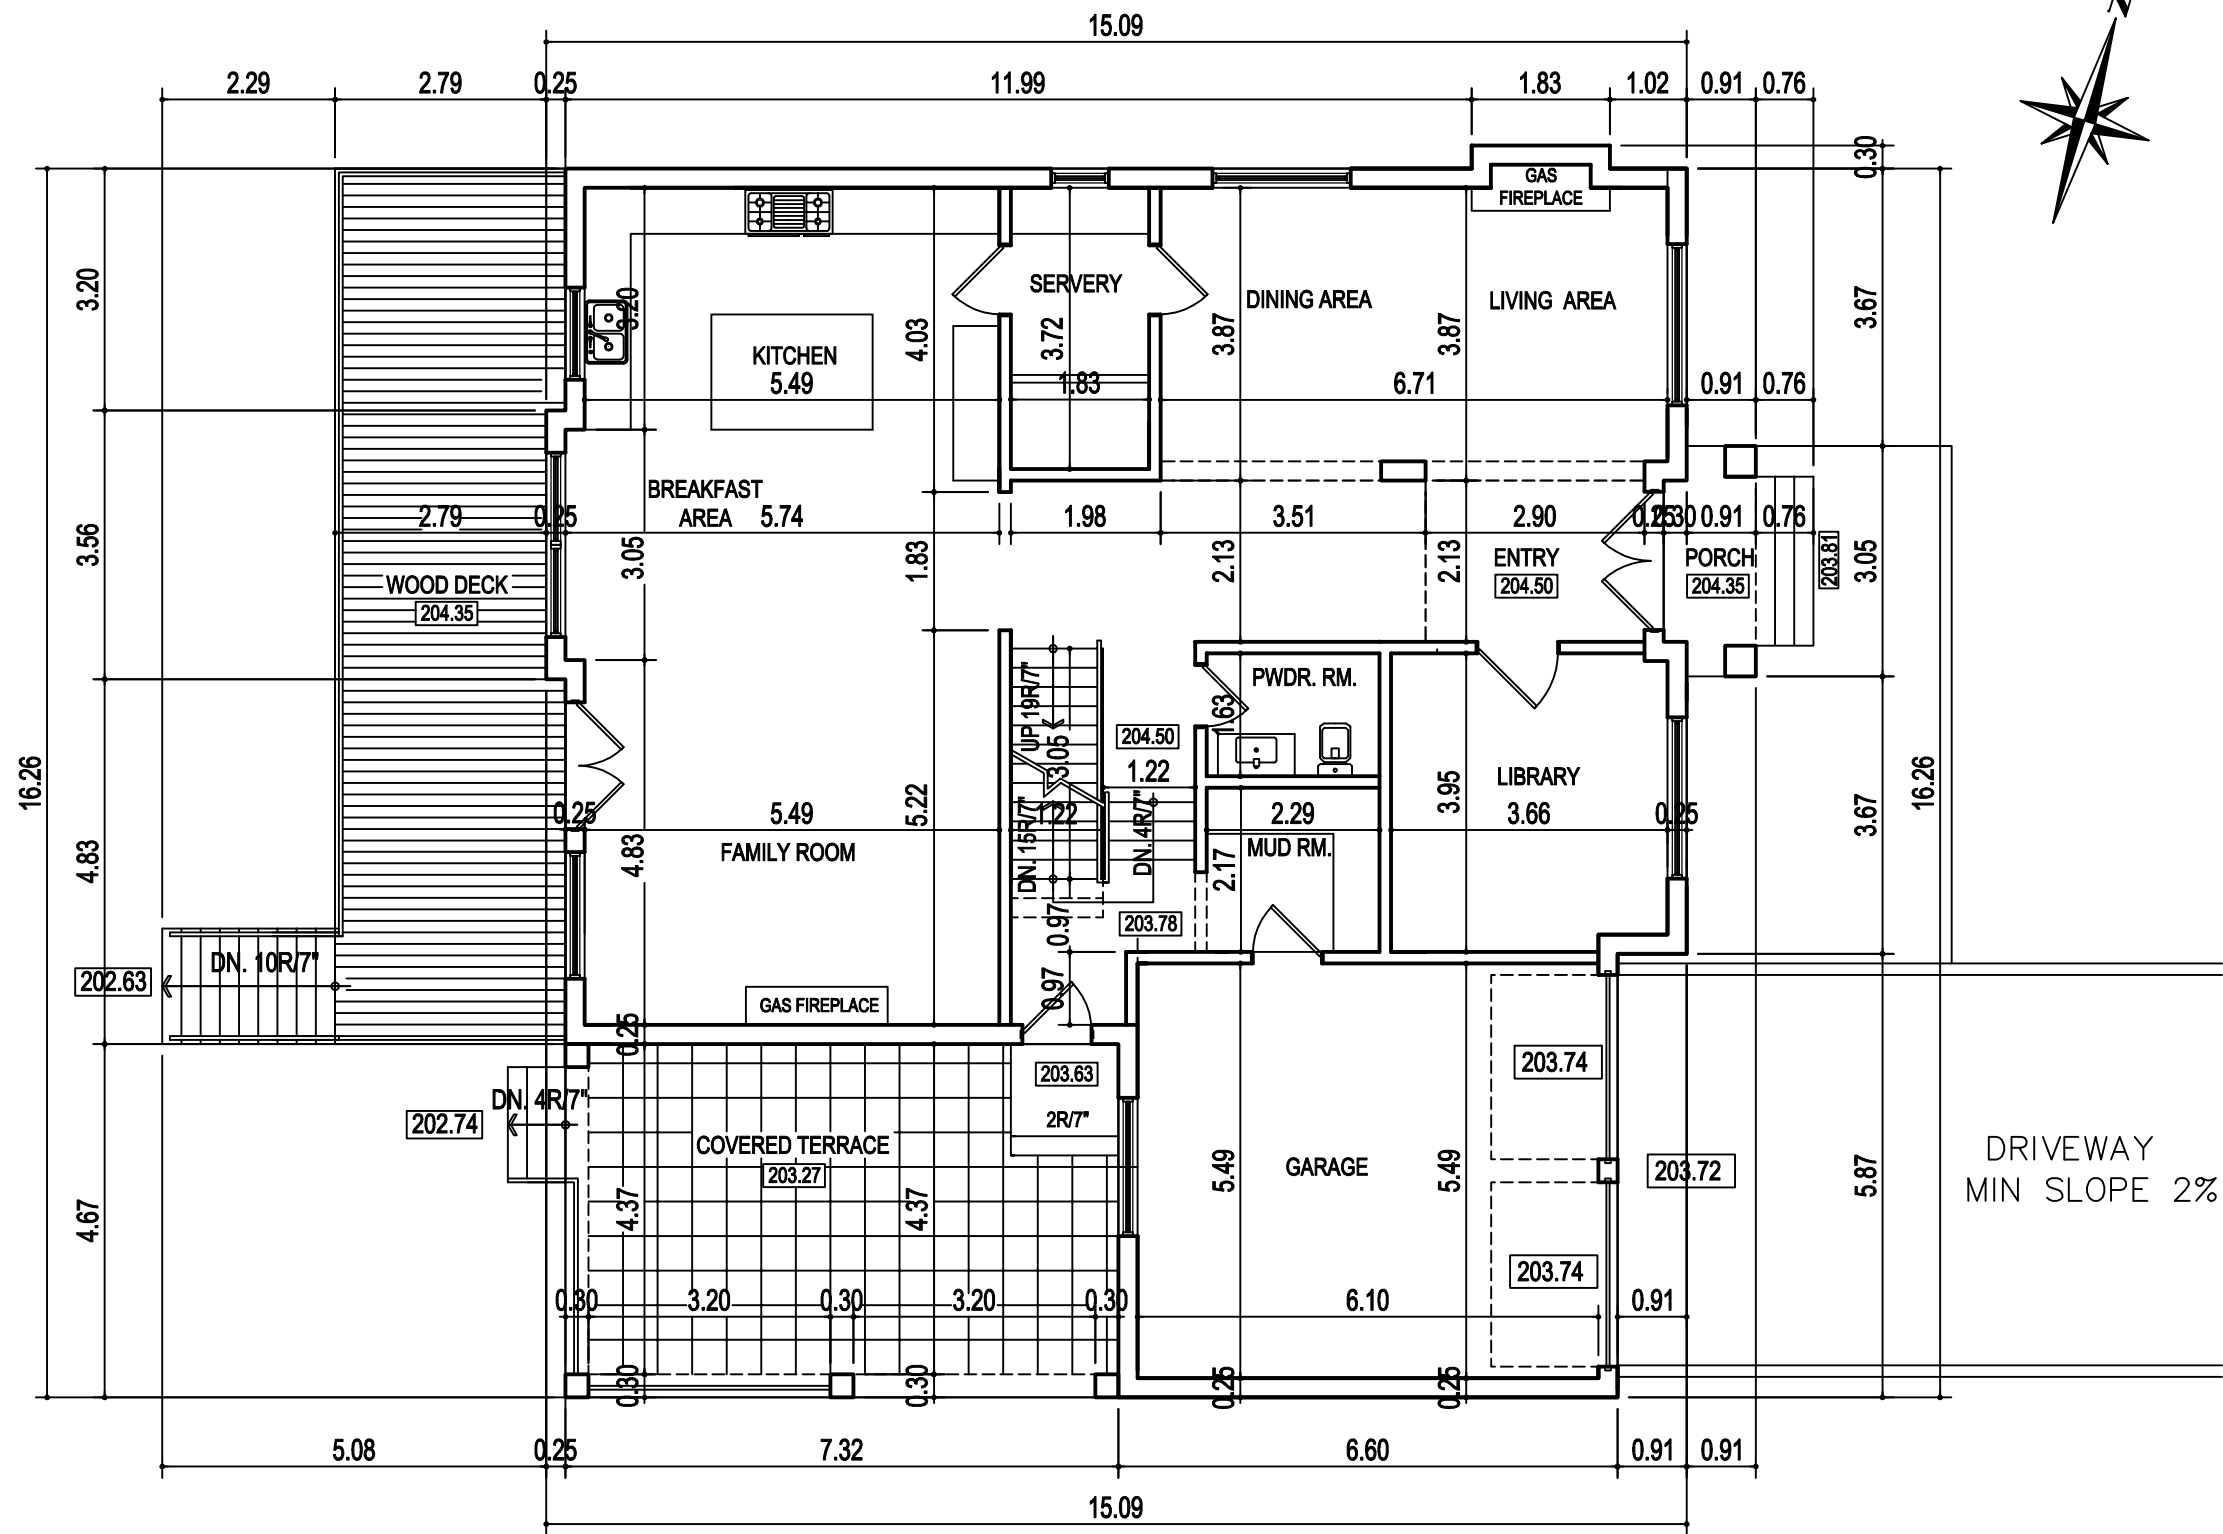 N
15.09
2.29 2.79 0.25 11.99 1.83 1.02 0.91 0.76
0.30
GAS
FIREPLACE
3.20
3.20
SERVERY
DINING AREA
LIVING AREA
3.67
KITCHEN
5.49
4.03
3.72
1.83
3.87
3.87
6.71
0.91 0.76
BREAKFAST
AREA
2.79 0.25 5.74 1.98 3.51 2.90 0.25 0.30 0.91 0.76
3.56
WOOD DECK
204.35
3.05
1.83
2.13
2.13
ENTRY
204.50
PORCH
204.35
203.81
3.05
16.26
16.26
UP 19R/7"
3.05
204.50
1.22
PWDR. RM.
1.63
LIBRARY
3.95
3.67
0.25 5.49 1.22 2.29 3.66 0.25
5.22
DN. 15R/7"
DN. 4R/7"
4.83
4.83
FAMILY ROOM
MUD RM.
2.17
0.97
203.78
DN. 10R/7"
202.63
0.97
GAS FIREPLACE
0.25
203.63
2R/7"
203.74
DN. 4R/7"
202.74
COVERED TERRACE
203.27
GARAGE
5.49
5.49
203.72
5.87
DRIVEWAY
MIN SLOPE 2%
4.67
4.37
4.37
203.74
0.30 3.20 0.30 3.20 0.30 6.10 0.91
0.30
0.30
0.25
0.25
5.08 0.25 7.32 6.60 0.91 0.91
15.09